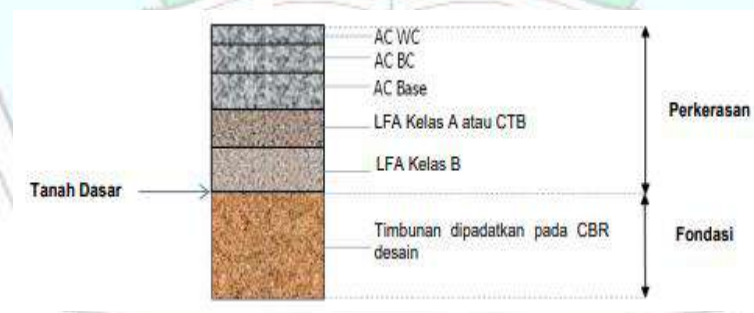 AC WC
AC BC
AC Base
Perkerasan
LFA Kelas A atau CTB
LFA Kelas B
Tanah Dasar
Timbunan dipadatkan pada CBR
desain
Fondasi